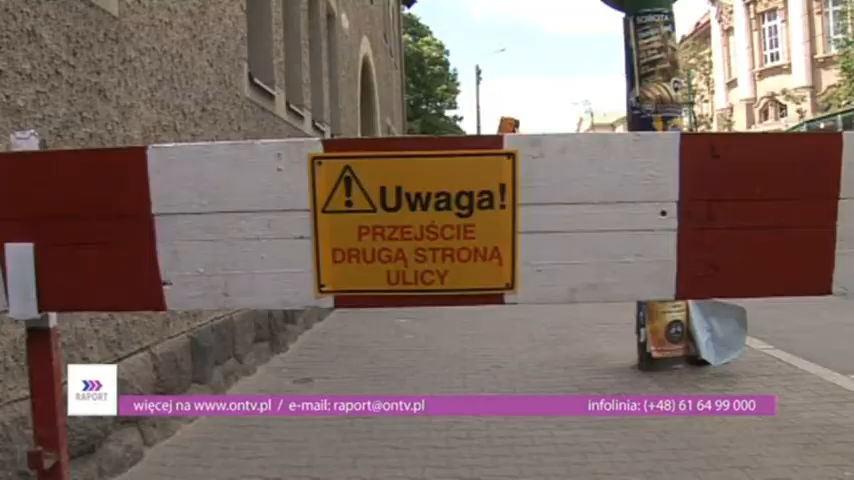 SOBOTA
Uwaga!
PRZEJŚCIE
DRUGĄ STRONĄ
ULICY
RAPORT
więcej na www.ontv.pl / e-mail: raport@ontv.pl
infolinia: (+48) 61 64 99 000